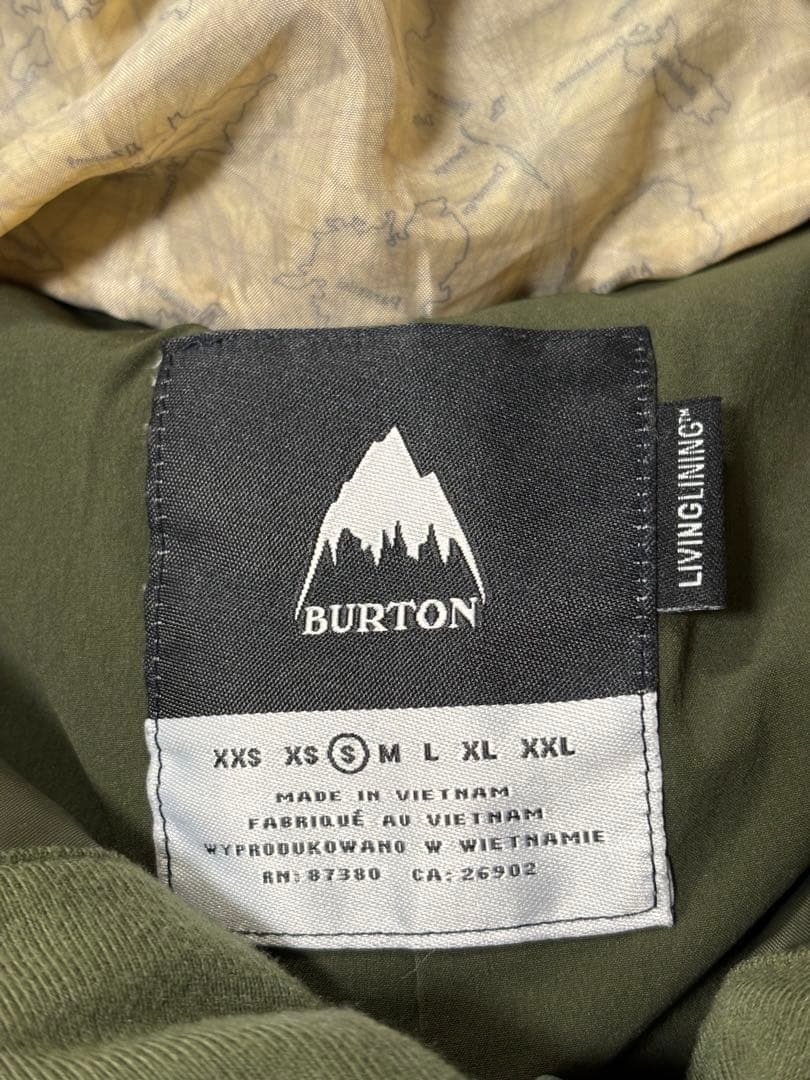 BURTON
LIVINGLINING™
XXS XS S M L XL XXL
MADE IN VIETNAM
FABRIQUÉ AU VIETNAM
WYPRODUKOWANO W WIETNAMIE
RN: 87380 CA: 26902